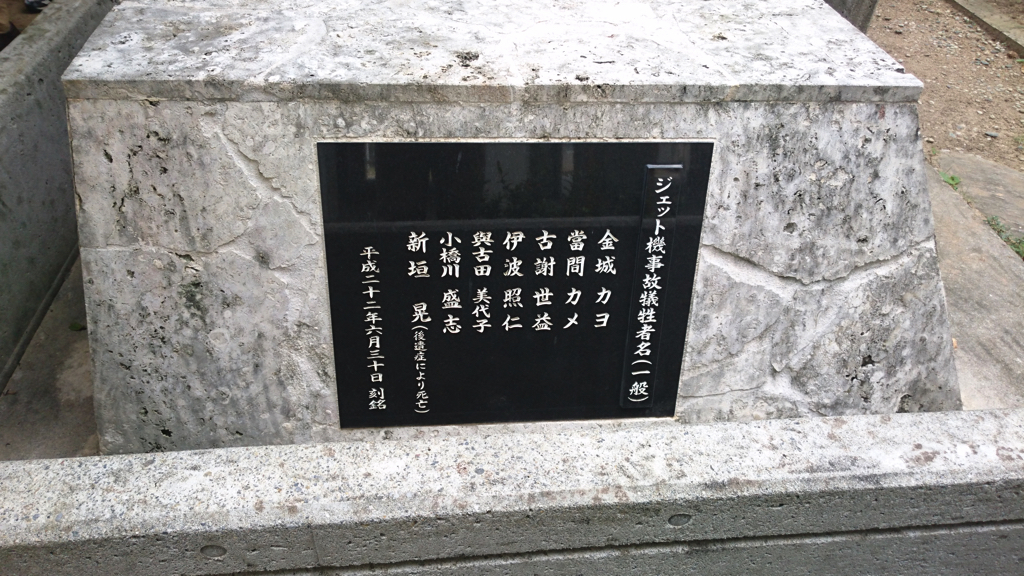 ジェット機事故犠牲者名(一般)
金城カヨ
當間カメ
古謝世益
伊波照仁
與古田美代子
小橋川盛志
新垣晃(後遺症により死亡)
平成二十二年六月三十日刻銘